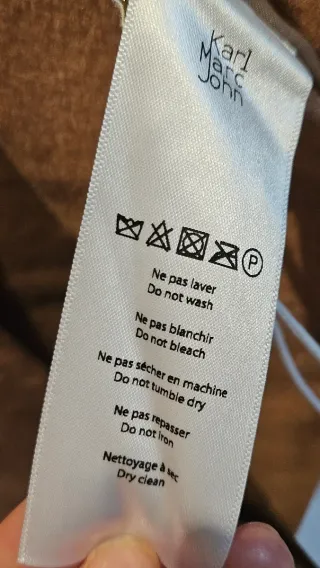 Karl
Marc
John
P
Ne pas laver
Do not wash
Ne pas blanchir
Do not bleach
Ne pas sécher en machine
Do not tumble dry
Ne pas repasser
Do not iron
Nettoyage à sec
Dry clean